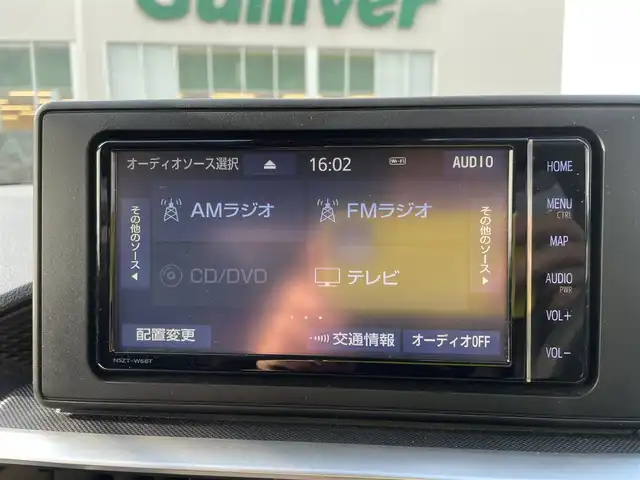 Gulliver
オーディオソース選択
16:02
Wi-Fi
AUDIO
その他のソース
AMラジオ
FMラジオ
その他のソース
CD/DVD
テレビ
配置変更
交通情報
オーディオOFF
NSZT-W68T
HOME
MENU
CTRL
MAP
AUDIO
PWR
VOL+
VOL-